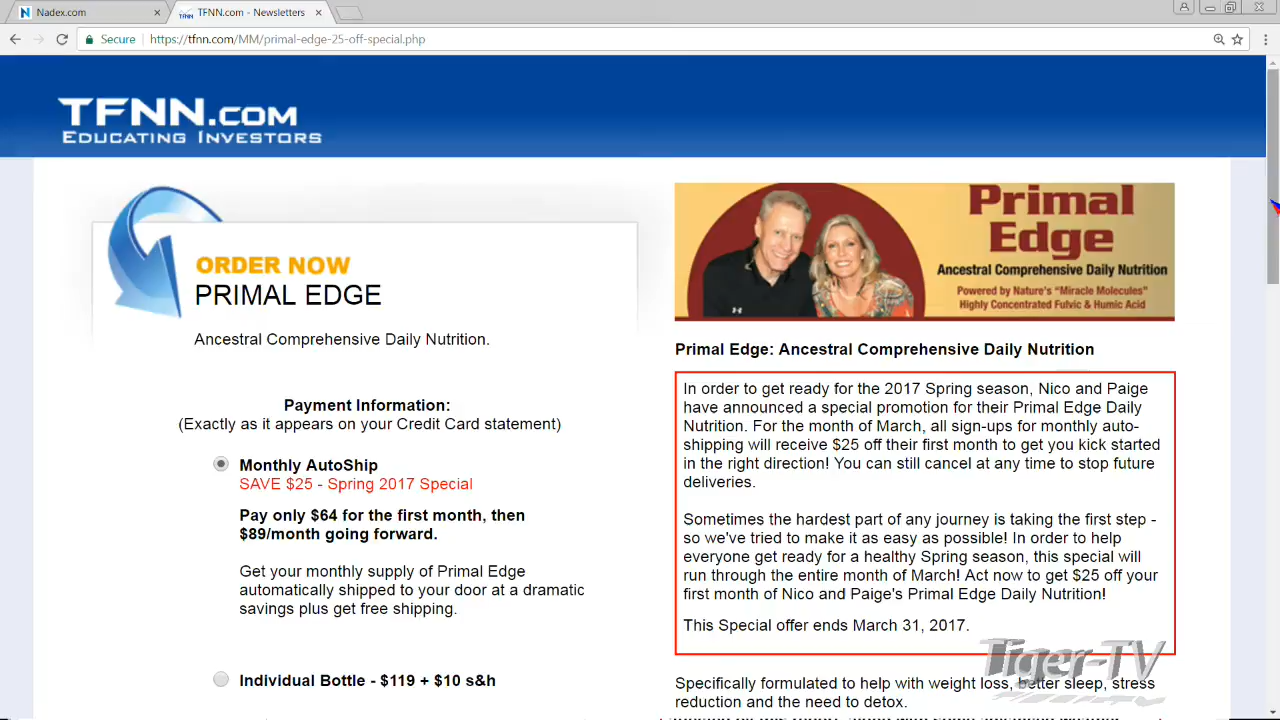 Nadex.com
TFNN.com - Newsletters
Secure
https://tfnn.com/MM/primal-edge-25-off-special.php
TFNN.COM
EDUCATING INVESTORS
ORDER NOW
PRIMAL EDGE
Ancestral Comprehensive Daily Nutrition.
Payment Information:
(Exactly as it appears on your Credit Card statement)
Monthly AutoShip
SAVE $25 - Spring 2017 Special
Pay only $64 for the first month, then
$89/month going forward.
Get your monthly supply of Primal Edge
automatically shipped to your door at a dramatic
savings plus get free shipping.
Individual Bottle - $119 + $10 s&h
Primal
Edge
Ancestral Comprehensive Daily Nutrition
Powered by Nature's "Miracle Molecules"
Highly Concentrated Fulvic & Humic Acid
Primal Edge: Ancestral Comprehensive Daily Nutrition
In order to get ready for the 2017 Spring season, Nico and Paige
have announced a special promotion for their Primal Edge Daily
Nutrition. For the month of March, all sign-ups for monthly auto-
shipping will receive $25 off their first month to get you kick started
in the right direction! You can still cancel at any time to stop future
deliveries.
Sometimes the hardest part of any journey is taking the first step -
so we've tried to make it as easy as possible! In order to help
everyone get ready for a healthy Spring season, this special will
run through the entire month of March! Act now to get $25 off your
first month of Nico and Paige's Primal Edge Daily Nutrition!
This Special offer ends March 31, 2017.
Tiger-TV
Specifically formulated to help with weight loss, better sleep, stress
reduction and the need to detox.